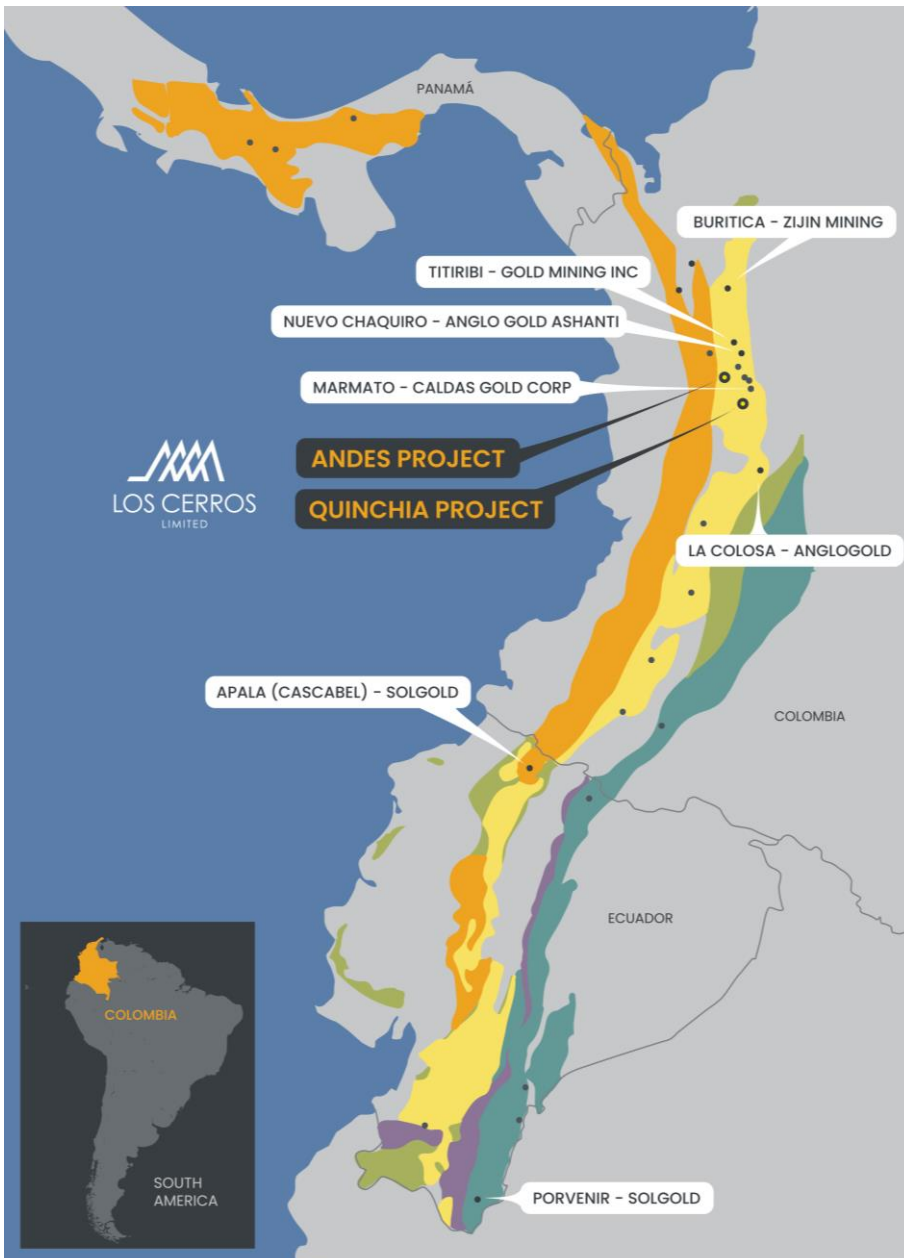 PANAMÁ
BURITICA - ZIJIN MINING
TITIRIBI - GOLD MINING INC
NUEVO CHAQUIRO - ANGLO GOLD ASHANTI
MARMATO - CALDAS GOLD CORP
ANDES PROJECT
LOS CERROS
LIMITED
QUINCHIA PROJECT
LA COLOSA - ANGLOGOLD
APALA (CASCABEL) - SOLGOLD
COLOMBIA
ECUADOR
COLOMBIA
SOUTH
AMERICA
PORVENIR - SOLGOLD